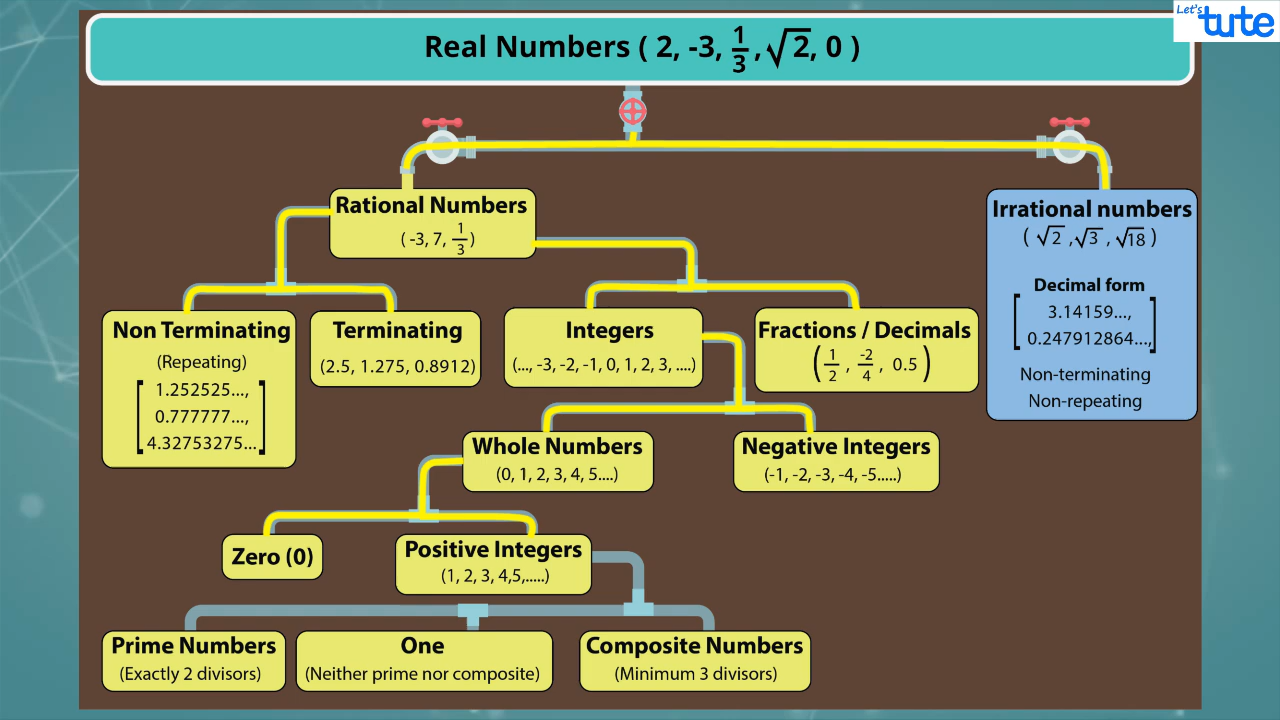 Let's
tute
Real Numbers ( 2, -3, 1/3, √2, 0 )
Rational Numbers
( -3, 7, 1/3 )
Irrational numbers
( √2 , √3 , √18 )
Decimal form
[ 3.14159...,
0.247912864..., ]
Non-terminating
Non-repeating
Non Terminating
(Repeating)
[ 1.252525...,
0.777777...,
4.32753275... ]
Terminating
(2.5, 1.275, 0.8912)
Integers
(..., -3, -2, -1, 0, 1, 2, 3, ....)
Fractions / Decimals
( 1/2 , -2/4 , 0.5 )
Whole Numbers
(0, 1, 2, 3, 4, 5....)
Negative Integers
(-1, -2, -3, -4, -5.....)
Zero (0)
Positive Integers
(1, 2, 3, 4,5,.....)
Prime Numbers
(Exactly 2 divisors)
One
(Neither prime nor composite)
Composite Numbers
(Minimum 3 divisors)